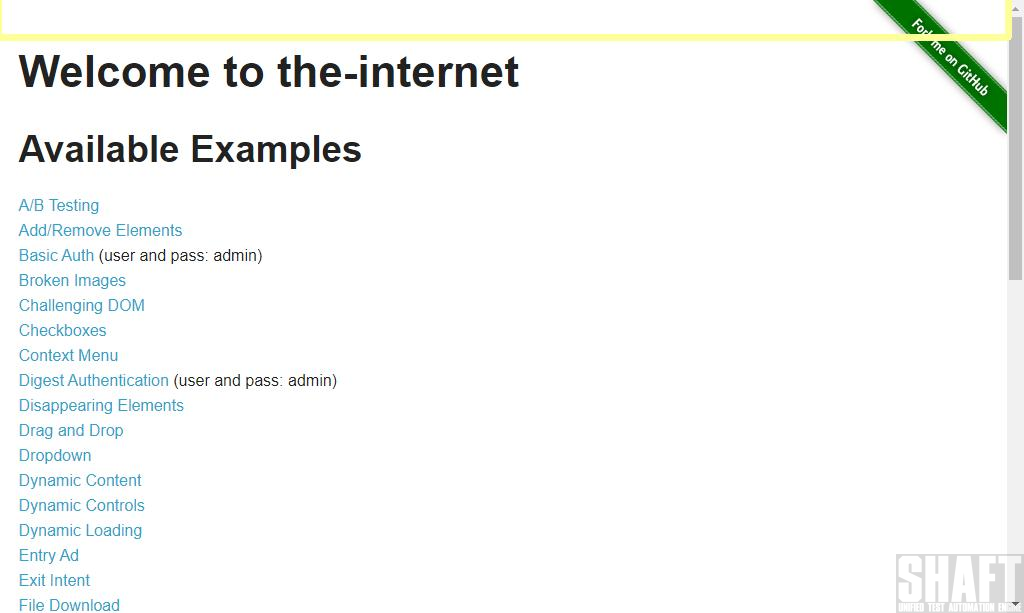 Fork me on GitHub
Welcome to the-internet
Available Examples
A/B Testing
Add/Remove Elements
Basic Auth (user and pass: admin)
Broken Images
Challenging DOM
Checkboxes
Context Menu
Digest Authentication (user and pass: admin)
Disappearing Elements
Drag and Drop
Dropdown
Dynamic Content
Dynamic Controls
Dynamic Loading
Entry Ad
Exit Intent
File Download
SHAFT
UNIFIED TEST AUTOMATION ENGINE